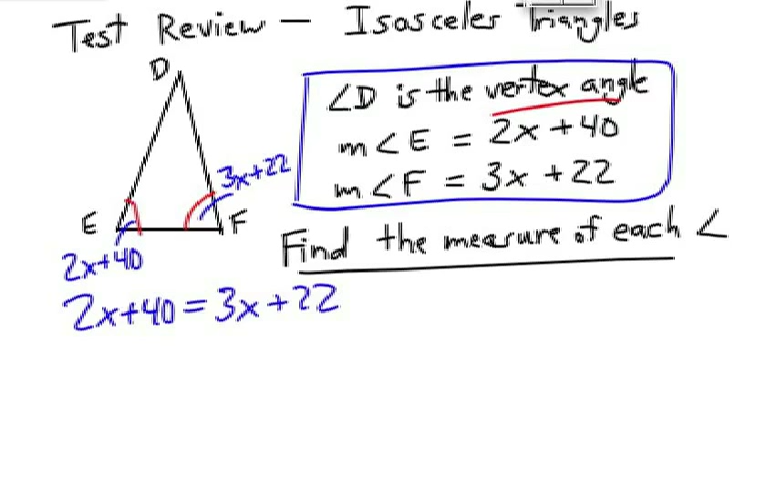 Test Review — Isosceles Triangles
D
∠D is the vertex angle
m∠E = 2x+40
m∠F = 3x+22
3x+22
E
F
2x+40
Find the measure of each ∠
2x+40=3x+22